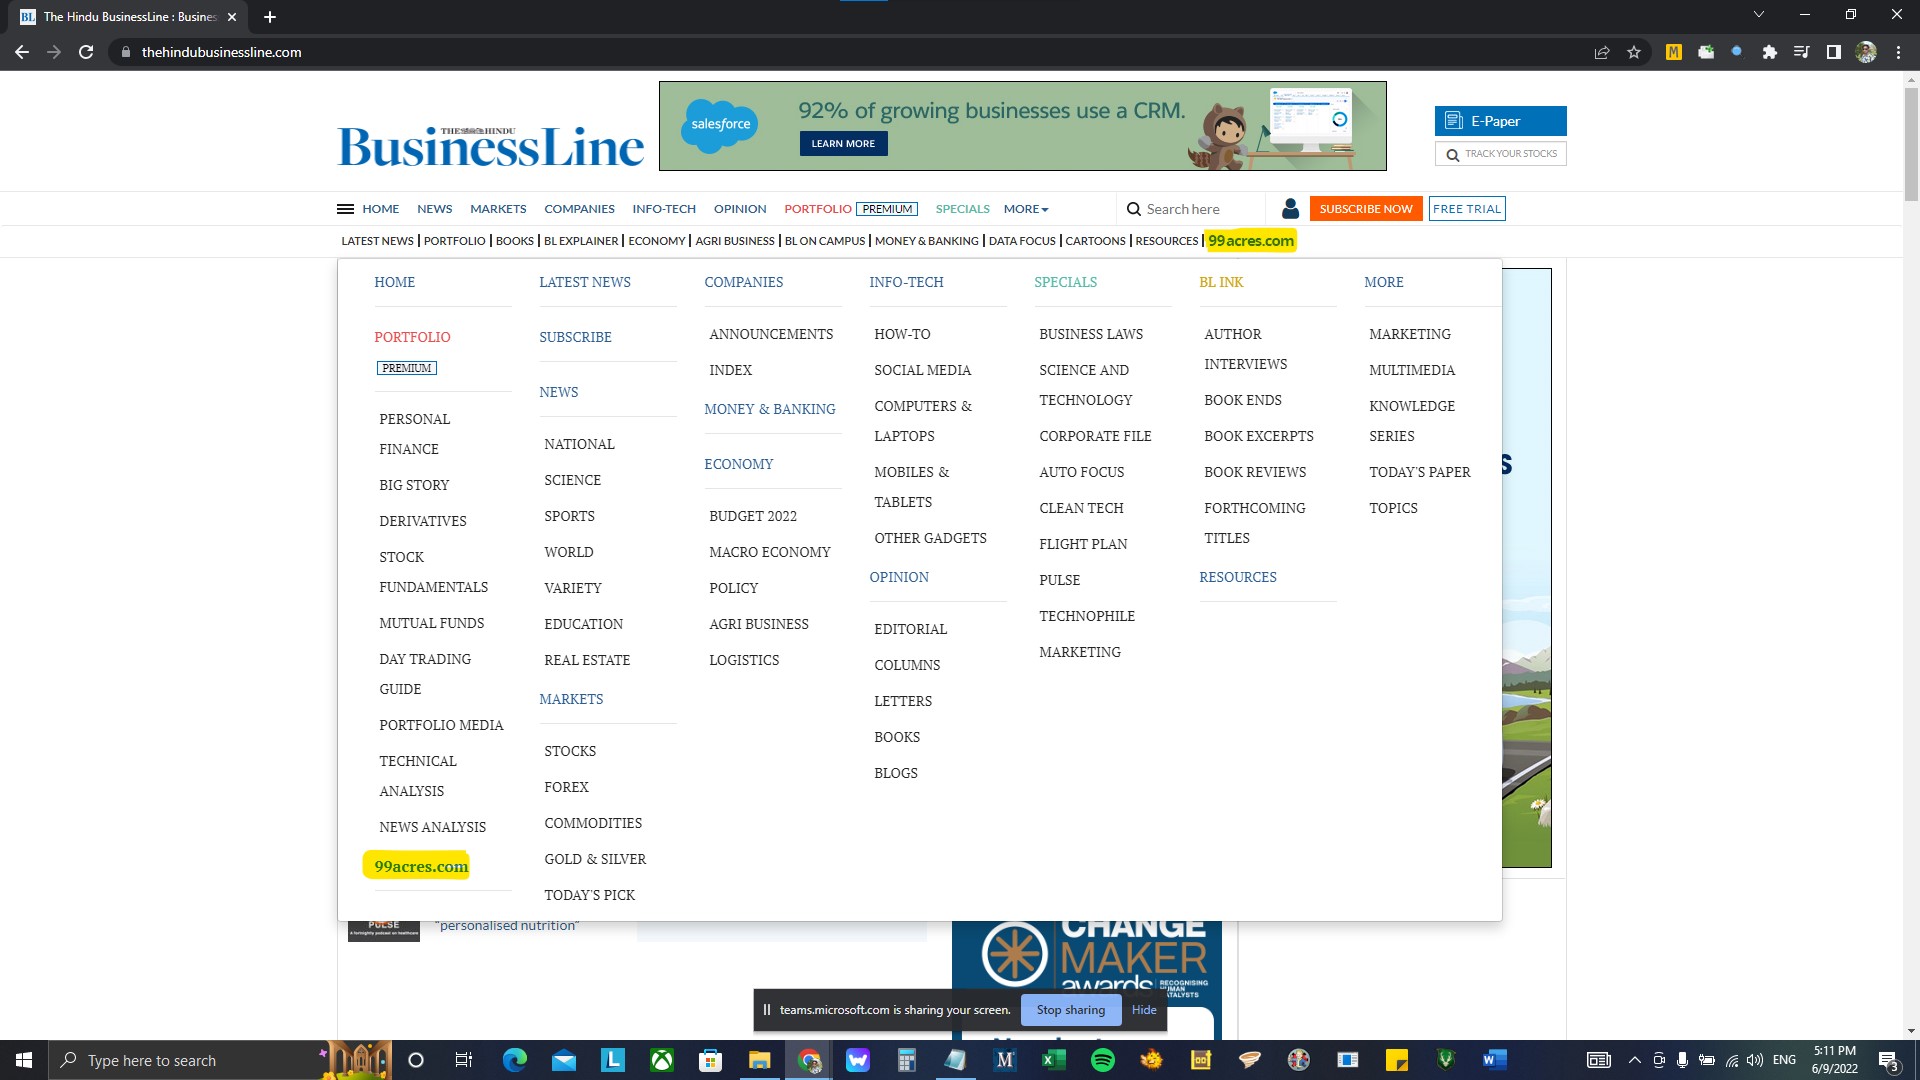 The Hindu BusinessLine : Busines
thehindubusinessline.com
THE HINDU
BusinessLine
salesforce
92% of growing businesses use a CRM.
LEARN MORE
E-Paper
TRACK YOUR STOCKS
HOME NEWS MARKETS COMPANIES INFO-TECH OPINION PORTFOLIO PREMIUM SPECIALS MORE Search here SUBSCRIBE NOW FREE TRIAL
LATEST NEWS | PORTFOLIO | BOOKS | BL EXPLAINER | ECONOMY | AGRI BUSINESS | BL ON CAMPUS | MONEY & BANKING | DATA FOCUS | CARTOONS | RESOURCES | 99acres.com
HOME
PORTFOLIO
PREMIUM
PERSONAL
FINANCE
BIG STORY
DERIVATIVES
STOCK
FUNDAMENTALS
MUTUAL FUNDS
DAY TRADING
GUIDE
PORTFOLIO MEDIA
TECHNICAL
ANALYSIS
NEWS ANALYSIS
99acres.com
LATEST NEWS
SUBSCRIBE
NEWS
NATIONAL
SCIENCE
SPORTS
WORLD
VARIETY
EDUCATION
REAL ESTATE
MARKETS
STOCKS
FOREX
COMMODITIES
GOLD & SILVER
TODAY'S PICK
COMPANIES
ANNOUNCEMENTS
INDEX
MONEY & BANKING
ECONOMY
BUDGET 2022
MACRO ECONOMY
POLICY
AGRI BUSINESS
LOGISTICS
INFO-TECH
HOW-TO
SOCIAL MEDIA
COMPUTERS &
LAPTOPS
MOBILES &
TABLETS
OTHER GADGETS
OPINION
EDITORIAL
COLUMNS
LETTERS
BOOKS
BLOGS
SPECIALS
BUSINESS LAWS
SCIENCE AND
TECHNOLOGY
CORPORATE FILE
AUTO FOCUS
CLEAN TECH
FLIGHT PLAN
PULSE
TECHNOPHILE
MARKETING
BL INK
AUTHOR
INTERVIEWS
BOOK ENDS
BOOK EXCERPTS
BOOK REVIEWS
FORTHCOMING
TITLES
RESOURCES
MORE
MARKETING
MULTIMEDIA
KNOWLEDGE
SERIES
TODAY'S PAPER
TOPICS
s
PULSE
A fortnightly podcast on healthcare
"personalised nutrition"
CHANGE
MAKER
awards
RECOGNISING
HUMAN
CATALYSTS
teams.microsoft.com is sharing your screen. Stop sharing Hide
Type here to search
ENG
5:11 PM
6/9/2022
3